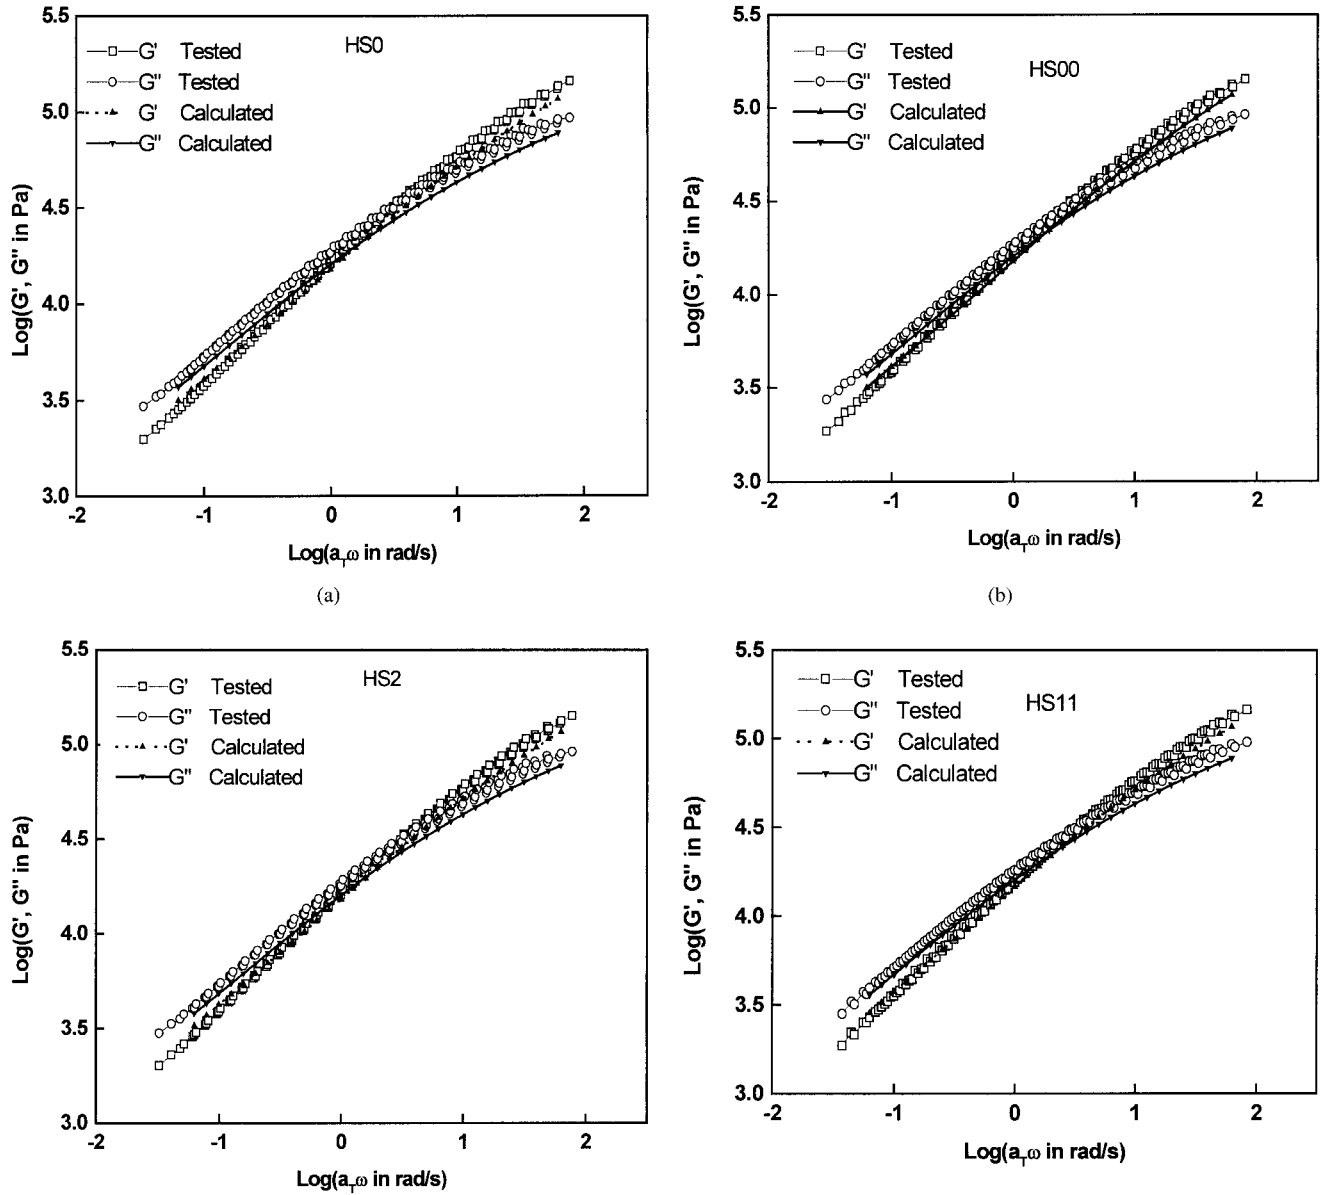 HS0
G' Tested
G" Tested
G' Calculated
G" Calculated
5.5
5.0
4.5
4.0
3.5
3.0
-2 -1 0 1 2
Log(G', G" in Pa)
Log(aTω in rad/s)
(a)
HS00
G' Tested
G" Tested
G' Calculated
G" Calculated
5.5
5.0
4.5
4.0
3.5
3.0
-2 -1 0 1 2
Log(G', G" in Pa)
Log(aTω in rad/s)
(b)
HS2
G' Tested
G" Tested
G' Calculated
G" Calculated
5.5
5.0
4.5
4.0
3.5
3.0
-2 -1 0 1 2
Log(G', G" in Pa)
Log(aTω in rad/s)
HS11
G' Tested
G" Tested
G' Calculated
G" Calculated
5.5
5.0
4.5
4.0
3.5
3.0
-2 -1 0 1 2
Log(G', G" in Pa)
Log(aTω in rad/s)